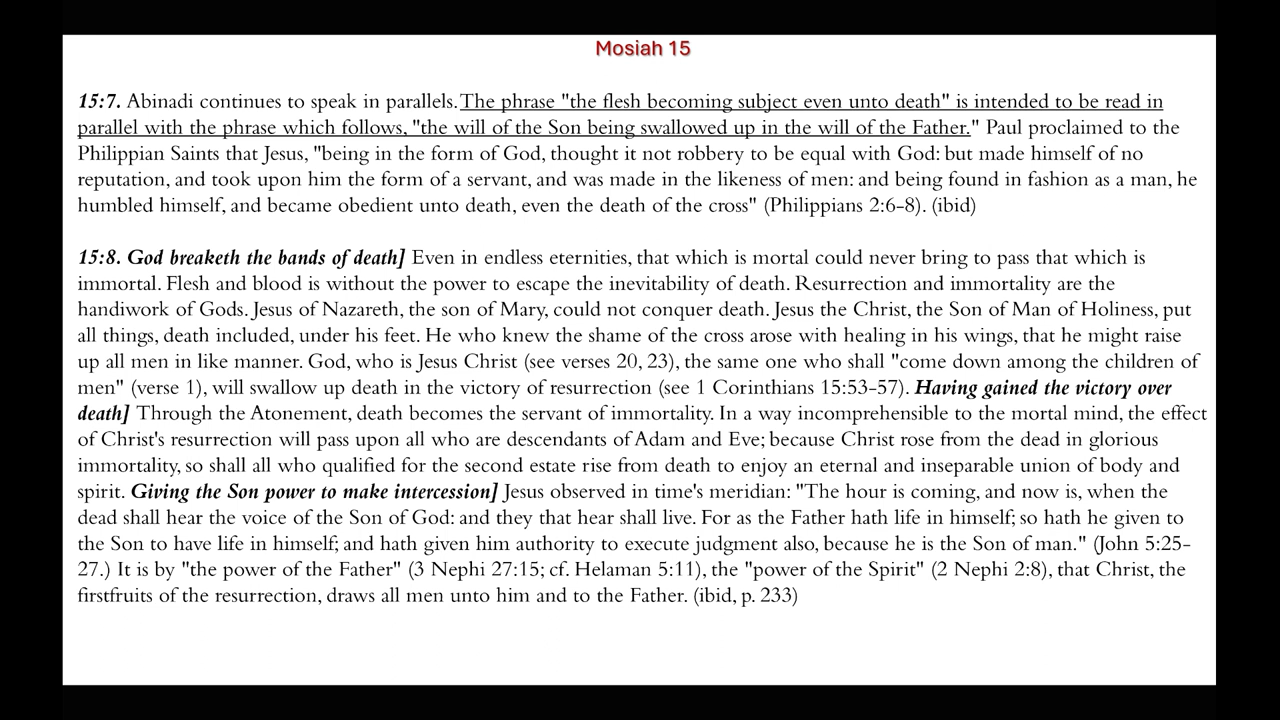 Mosiah 15
15:7. Abinadi continues to speak in parallels. The phrase "the flesh becoming subject even unto death" is intended to be read in
parallel with the phrase which follows, "the will of the Son being swallowed up in the will of the Father." Paul proclaimed to the
Philippian Saints that Jesus, "being in the form of God, thought it not robbery to be equal with God: but made himself of no
reputation, and took upon him the form of a servant, and was made in the likeness of men: and being found in fashion as a man, he
humbled himself, and became obedient unto death, even the death of the cross" (Philippians 2:6-8). (ibid)
15:8. God breaketh the bands of death] Even in endless eternities, that which is mortal could never bring to pass that which is
immortal. Flesh and blood is without the power to escape the inevitability of death. Resurrection and immortality are the
handiwork of Gods. Jesus of Nazareth, the son of Mary, could not conquer death. Jesus the Christ, the Son of Man of Holiness, put
all things, death included, under his feet. He who knew the shame of the cross arose with healing in his wings, that he might raise
up all men in like manner. God, who is Jesus Christ (see verses 20, 23), the same one who shall "come down among the children of
men" (verse 1), will swallow up death in the victory of resurrection (see 1 Corinthians 15:53-57). Having gained the victory over
death] Through the Atonement, death becomes the servant of immortality. In a way incomprehensible to the mortal mind, the effect
of Christ's resurrection will pass upon all who are descendants of Adam and Eve; because Christ rose from the dead in glorious
immortality, so shall all who qualified for the second estate rise from death to enjoy an eternal and inseparable union of body and
spirit. Giving the Son power to make intercession] Jesus observed in time's meridian: "The hour is coming, and now is, when the
dead shall hear the voice of the Son of God: and they that hear shall live. For as the Father hath life in himself; so hath he given to
the Son to have life in himself; and hath given him authority to execute judgment also, because he is the Son of man." (John 5:25-
27.) It is by "the power of the Father" (3 Nephi 27:15; cf. Helaman 5:11), the "power of the Spirit" (2 Nephi 2:8), that Christ, the
firstfruits of the resurrection, draws all men unto him and to the Father. (ibid, p. 233)